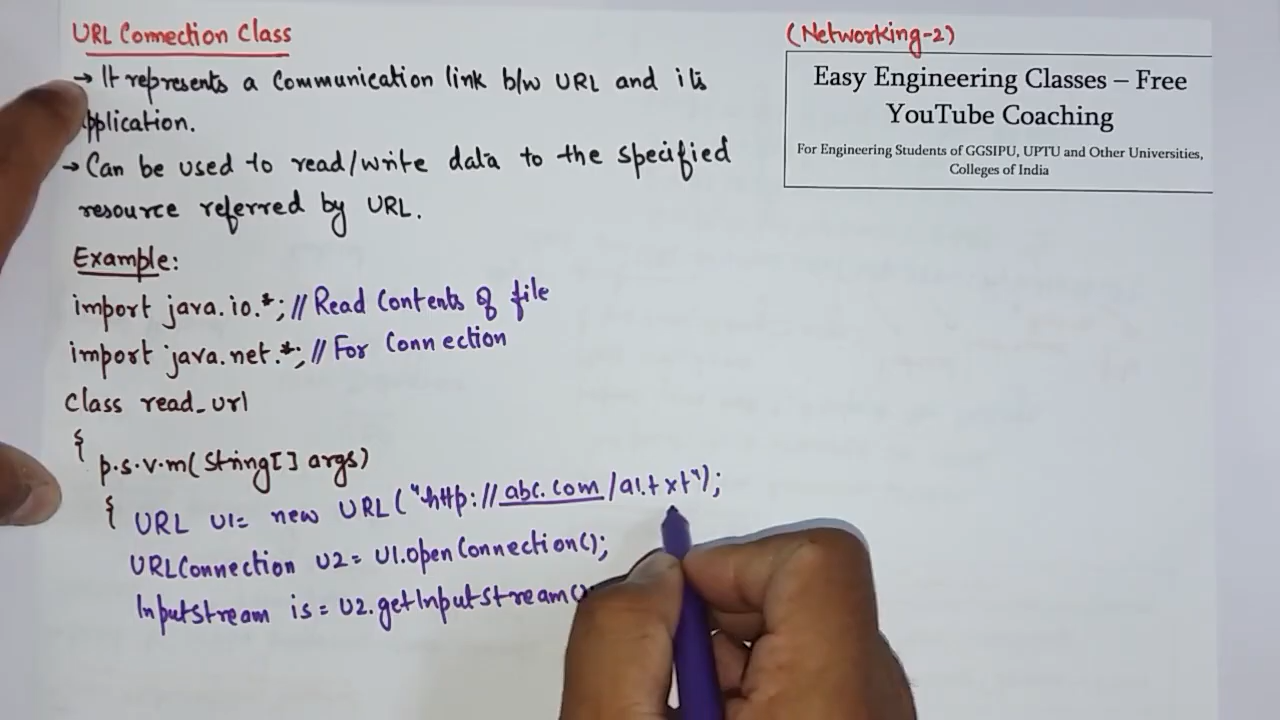 URL Connection Class
(Networking-2)
Easy Engineering Classes – Free
YouTube Coaching
For Engineering Students of GGSIPU, UPTU and Other Universities,
Colleges of India
→ It represents a Communication link b/w URL and its
pplication.
→ Can be used to read/write data to the specified
resource referred by URL.
Example:
import java.io.*; // Read Contents of file
import java.net.*; // For Connection
Class read_url
{
p.s.v.m(String[] args)
{ URL U1= new URL("http://abc.com/a1.txt");
URLConnection U2= U1.openConnection();
InputStream is= U2.getInputStream()